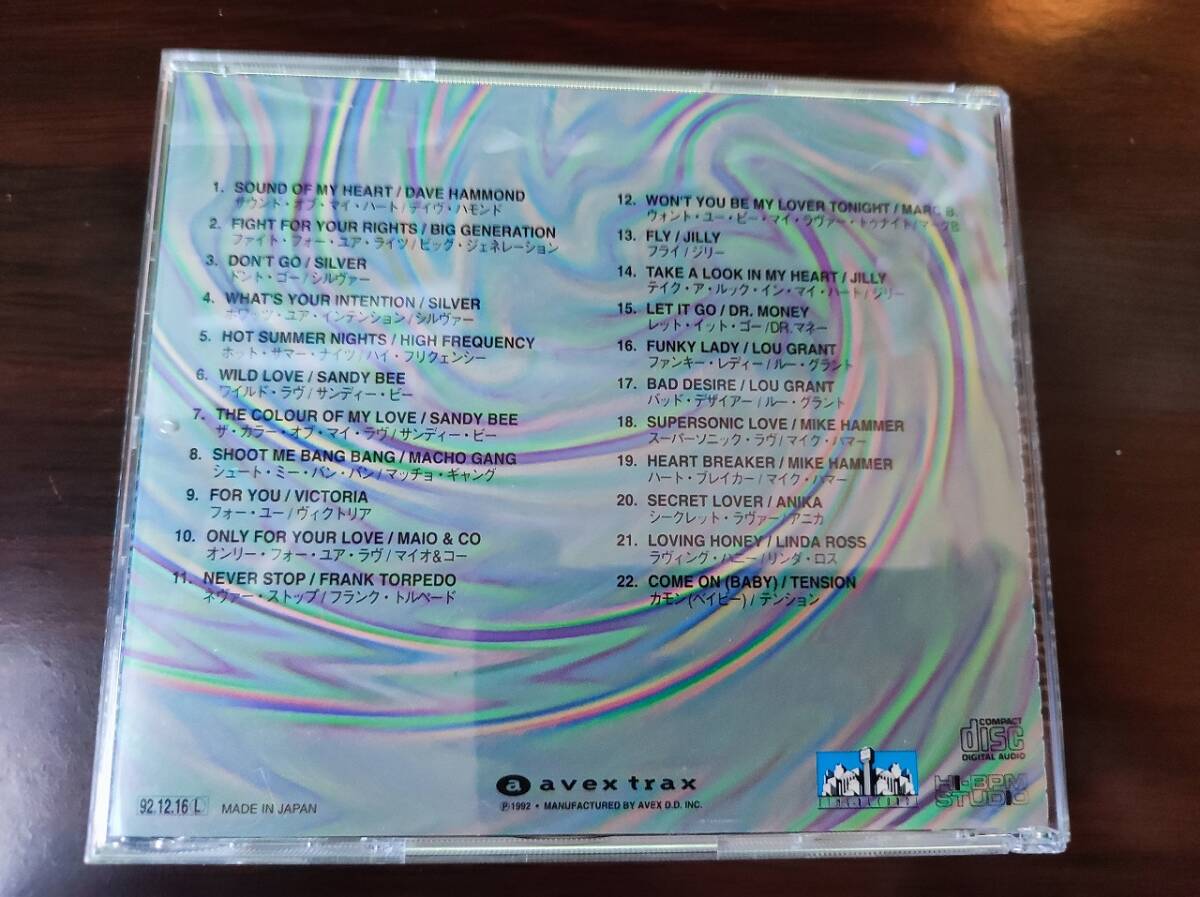 1. SOUND OF MY HEART / DAVE HAMMOND
サウンド・オブ・マイ・ハート / デイヴ・ハモンド
2. FIGHT FOR YOUR RIGHTS / BIG GENERATION
ファイト・フォー・ユア・ライツ / ビッグ・ジェネレーション
3. DON'T GO / SILVER
ドント・ゴー / シルヴァー
4. WHAT'S YOUR INTENTION / SILVER
ホワッツ・ユア・インテンション / シルヴァー
5. HOT SUMMER NIGHTS / HIGH FREQUENCY
ホット・サマー・ナイツ / ハイ・フリクェンシー
6. WILD LOVE / SANDY BEE
ワイルド・ラヴ / サンディー・ビー
7. THE COLOUR OF MY LOVE / SANDY BEE
ザ・カラー・オブ・マイ・ラヴ / サンディー・ビー
8. SHOOT ME BANG BANG / MACHO GANG
シュート・ミー・バン・バン / マッチョ・ギャング
9. FOR YOU / VICTORIA
フォー・ユー / ヴィクトリア
10. ONLY FOR YOUR LOVE / MAIO & CO
オンリー・フォー・ユア・ラヴ / マイオ&コー
11. NEVER STOP / FRANK TORPEDO
ネヴァー・ストップ / フランク・トルペード
12. WON'T YOU BE MY LOVER TONIGHT / MARC B.
ウォント・ユー・ビー・マイ・ラヴァー・トゥナイト / マークB
13. FLY / JILLY
フライ / ジリー
14. TAKE A LOOK IN MY HEART / JILLY
テイク・ア・ルック・イン・マイ・ハート / ジリー
15. LET IT GO / DR. MONEY
レット・イット・ゴー / DR.マネー
16. FUNKY LADY / LOU GRANT
ファンキー・レディー / ルー・グラント
17. BAD DESIRE / LOU GRANT
バッド・デザイアー / ルー・グラント
18. SUPERSONIC LOVE / MIKE HAMMER
スーパーソニック・ラヴ / マイク・ハマー
19. HEART BREAKER / MIKE HAMMER
ハート・ブレイカー / マイク・ハマー
20. SECRET LOVER / ANIKA
シークレット・ラヴァー / アニカ
21. LOVING HONEY / LINDA ROSS
ラヴィング・ハニー / リンダ・ロス
22. COME ON (BABY) / TENSION
カモン(ベイビー) / テンション
COMPACT
disc
DIGITAL AUDIO
a avex trax
HI-BPM
STUDIO
92.12.16 L MADE IN JAPAN
℗1992 • MANUFACTURED BY AVEX D.D. INC.